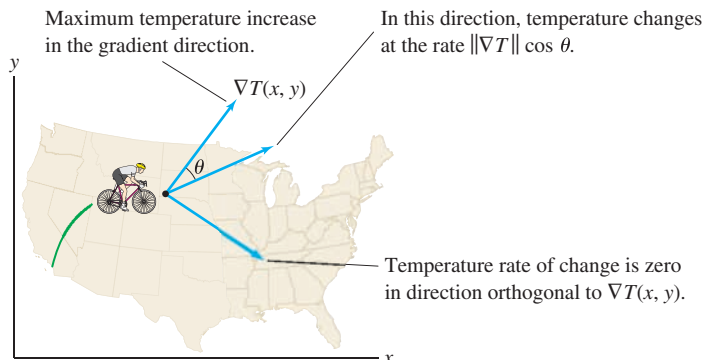 Maximum temperature increase
in the gradient direction.
In this direction, temperature changes
at the rate ‖∇T‖ cos θ.
y
∇T(x, y)
θ
Temperature rate of change is zero
in direction orthogonal to ∇T(x, y).
x